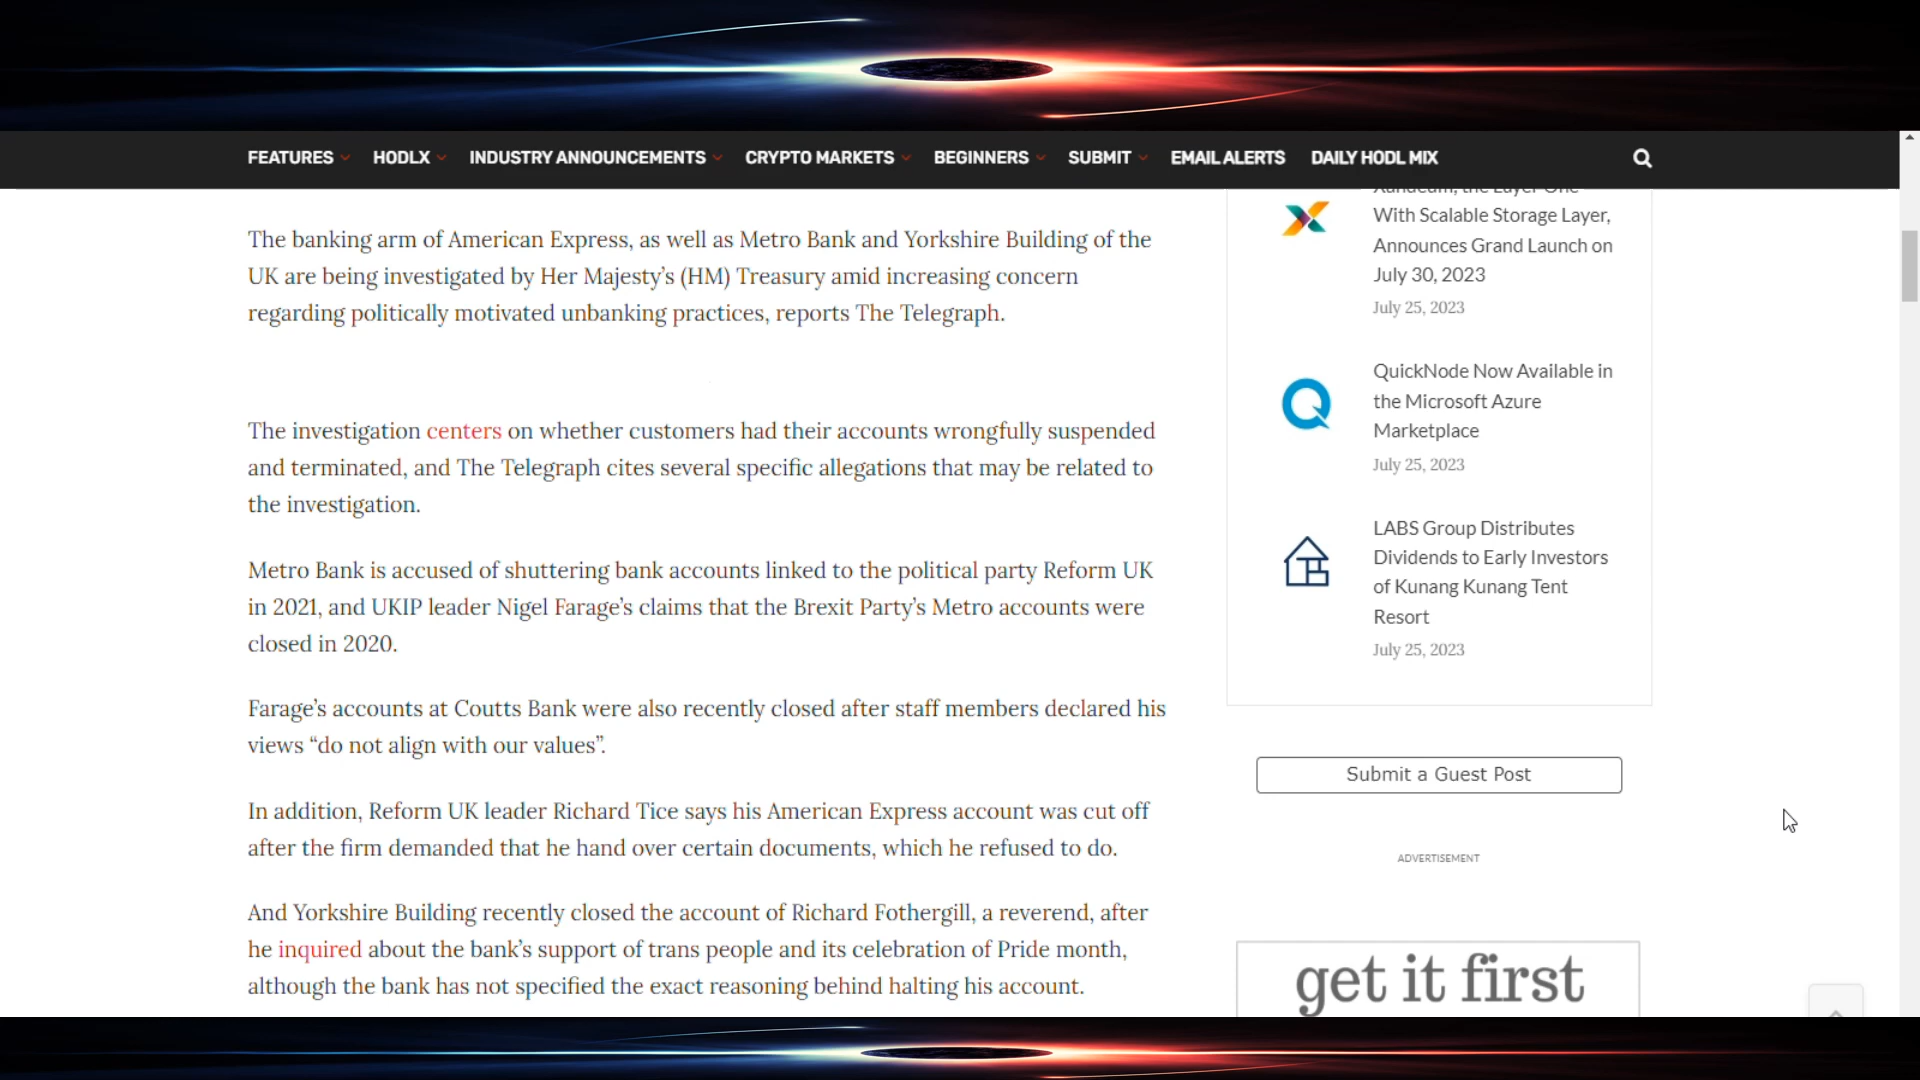 FEATURES HODLX INDUSTRY ANNOUNCEMENTS CRYPTO MARKETS BEGINNERS SUBMIT EMAIL ALERTS DAILY HODL MIX
The banking arm of American Express, as well as Metro Bank and Yorkshire Building of the
UK are being investigated by Her Majesty’s (HM) Treasury amid increasing concern
regarding politically motivated unbanking practices, reports The Telegraph.
The investigation centers on whether customers had their accounts wrongfully suspended
and terminated, and The Telegraph cites several specific allegations that may be related to
the investigation.
Metro Bank is accused of shuttering bank accounts linked to the political party Reform UK
in 2021, and UKIP leader Nigel Farage’s claims that the Brexit Party’s Metro accounts were
closed in 2020.
Farage’s accounts at Coutts Bank were also recently closed after staff members declared his
views “do not align with our values”.
In addition, Reform UK leader Richard Tice says his American Express account was cut off
after the firm demanded that he hand over certain documents, which he refused to do.
And Yorkshire Building recently closed the account of Richard Fothergill, a reverend, after
he inquired about the bank’s support of trans people and its celebration of Pride month,
although the bank has not specified the exact reasoning behind halting his account.
the Layer One
With Scalable Storage Layer,
Announces Grand Launch on
July 30, 2023
July 25, 2023
QuickNode Now Available in
the Microsoft Azure
Marketplace
July 25, 2023
LABS Group Distributes
Dividends to Early Investors
of Kunang Kunang Tent
Resort
July 25, 2023
Submit a Guest Post
ADVERTISEMENT
get it first